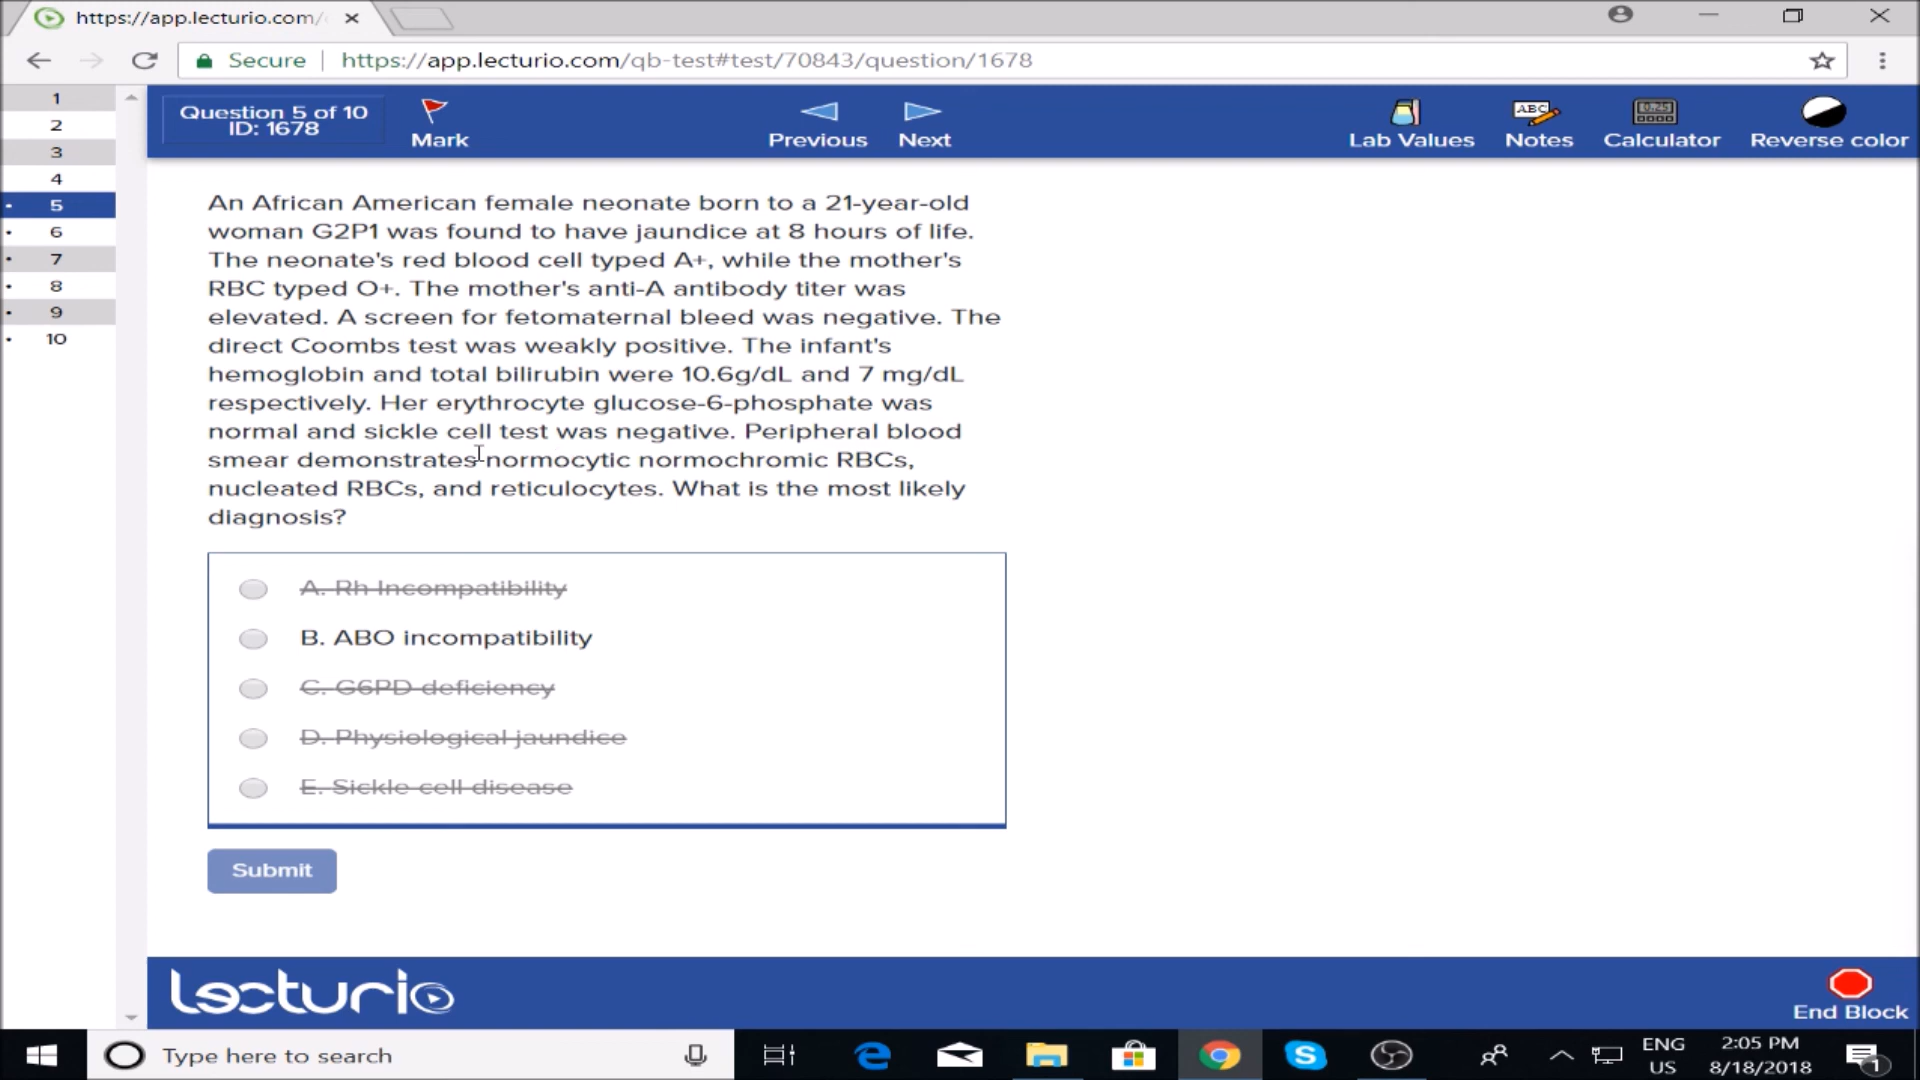 https://app.lecturio.com/
Secure
https://app.lecturio.com/qb-test#test/70843/question/1678
1
2
3
4
5
6
7
8
9
10
Question 5 of 10
ID: 1678
Mark
Previous
Next
Lab Values
ABC
Notes
0.25
Calculator
Reverse color
An African American female neonate born to a 21-year-old
woman G2P1 was found to have jaundice at 8 hours of life.
The neonate's red blood cell typed A+, while the mother's
RBC typed O+. The mother's anti-A antibody titer was
elevated. A screen for fetomaternal bleed was negative. The
direct Coombs test was weakly positive. The infant's
hemoglobin and total bilirubin were 10.6g/dL and 7 mg/dL
respectively. Her erythrocyte glucose-6-phosphate was
normal and sickle cell test was negative. Peripheral blood
smear demonstrates normocytic normochromic RBCs,
nucleated RBCs, and reticulocytes. What is the most likely
diagnosis?
A. Rh Incompatibility
B. ABO incompatibility
C. G6PD deficiency
D. Physiological jaundice
E. Sickle cell disease
Submit
lecturio
End Block
Type here to search
ENG
US
2:05 PM
8/18/2018
1